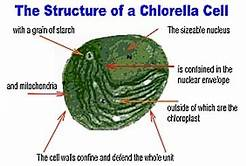 The Structure of a Chlorella Cell
with a grain of starch
The sizeable nucleus
N
is contained in the
nuclear envelope
and mitochondria
outside of which are the
chloroplast
The cell walls confine and defend the whole unit